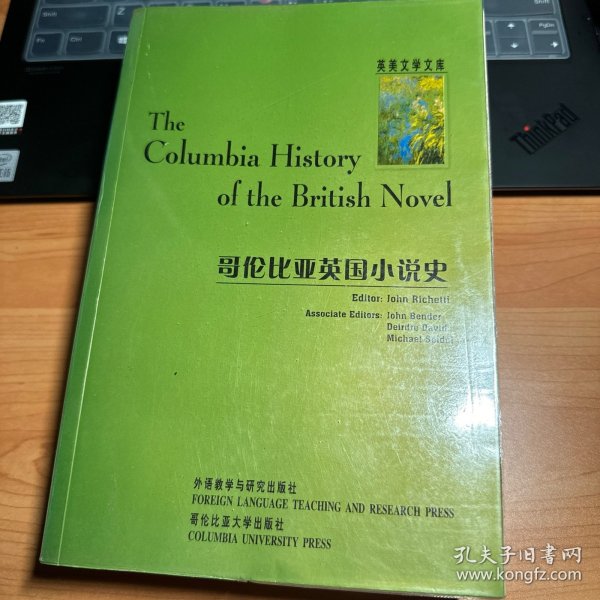 英美文学文库
The
Columbia History
of the British Novel
哥伦比亚英国小说史
Editor: John Richetti
Associate Editors: John Bender
Deirdre David
Michael Seidel
外语教学与研究出版社
FOREIGN LANGUAGE TEACHING AND RESEARCH PRESS
哥伦比亚大学出版社
COLUMBIA UNIVERSITY PRESS
ThinkPad
孔夫子旧书网
www.kongfz.com